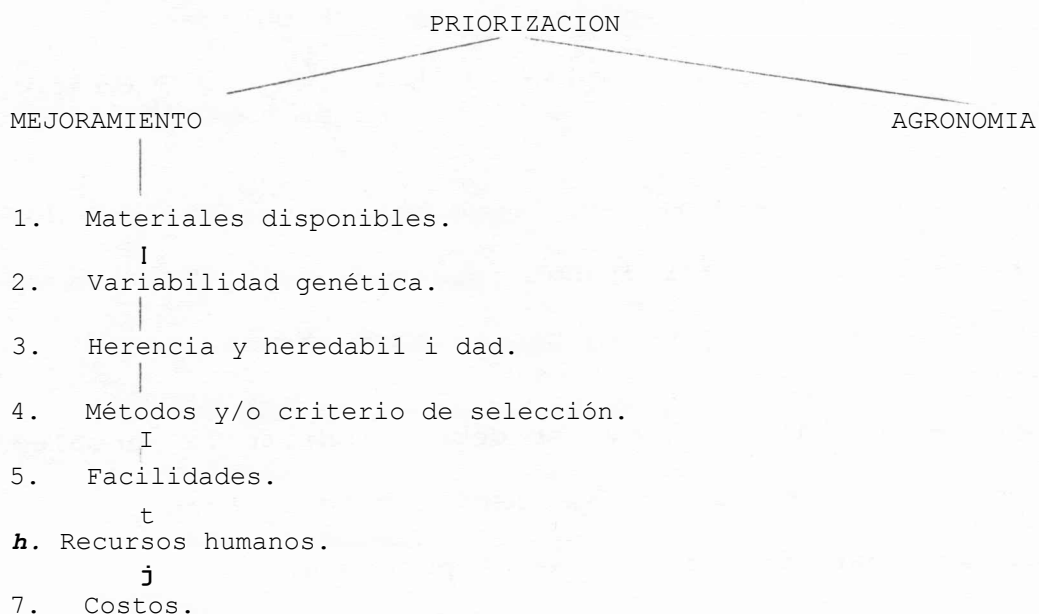 PRIORIZACION
MEJORAMIENTO AGRONOMIA
1. Materiales disponibles.
I
2. Variabilidad genética.
3. Herencia y heredabi1 i dad.
4. Métodos y/o criterio de selección.
I
5. Facilidades.
t
h. Recursos humanos.
j
7. Costos.